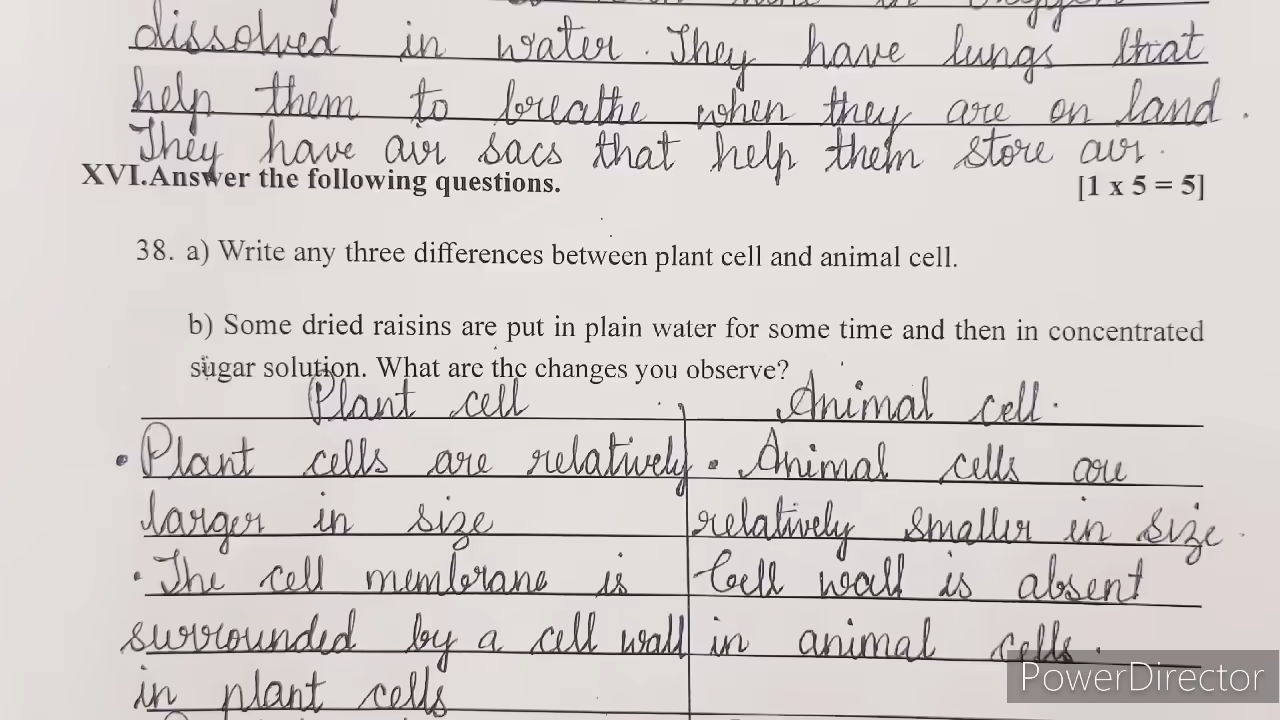 dissolved in water. They have lungs that
help them to breathe when they are on land.
They have air sacs that help them store air.
XVI.Answer the following questions. [1 x 5 = 5]
38. a) Write any three differences between plant cell and animal cell.
b) Some dried raisins are put in plain water for some time and then in concentrated
sugar solution. What are the changes you observe?
Plant cell Animal cell.
• Plant cells are relatively • Animal cells are
larger in size relatively smaller in size.
• The cell membrane is Cell wall is absent
surrounded by a cell wall in animal cells.
in plant cells
PowerDirector